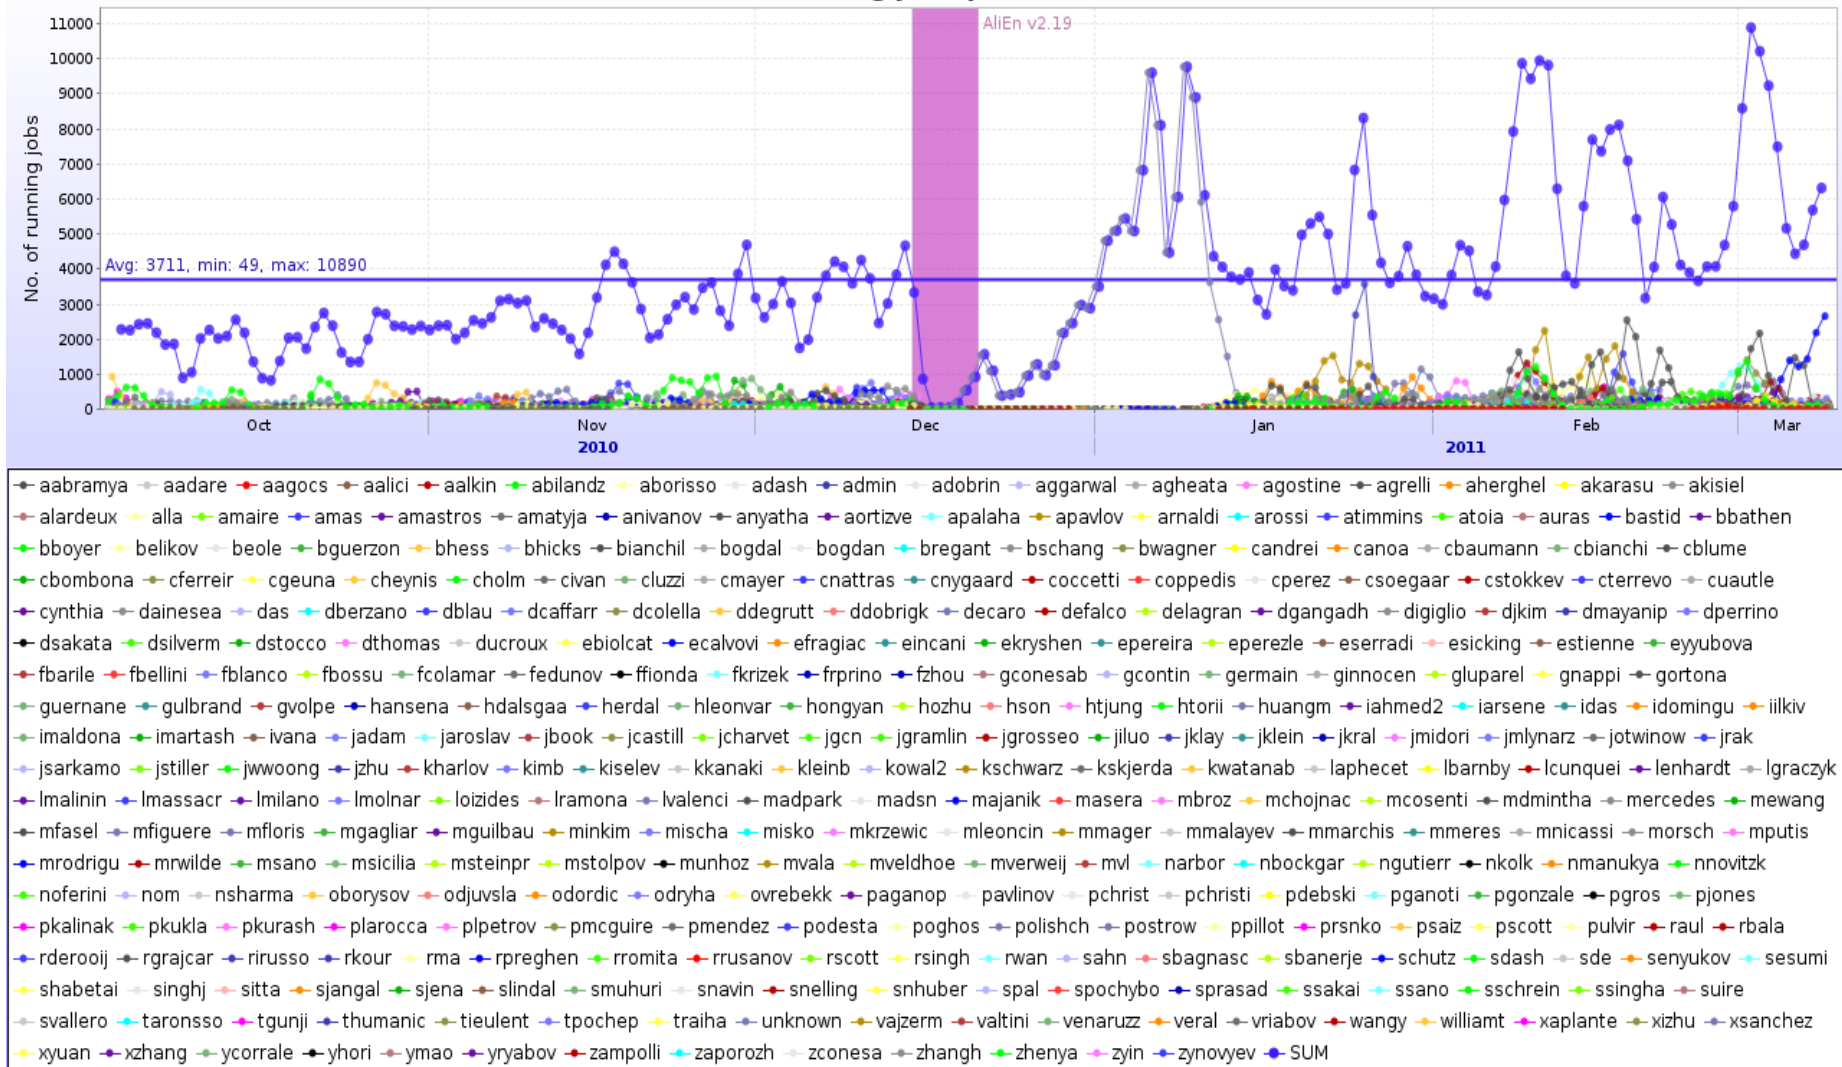 11000
AliEn v2.19
10000
9000
8000
7000
6000
5000
4000
3000
2000
1000
0
No. of running jobs
Avg: 3711, min: 49, max: 10890
Oct Nov Dec Jan Feb Mar
2010 2011
aabramya aadare aagocs aalici aalkin abilandz aborisso adash admin adobrin aggarwal agheata agostine agrelli aherghel akarasu akisiel
alardeux alla amaire amas amastros amatyja anivanov anyatha aortizve apalaha apavlov arnaldi arossi atimmins atoia auras bastid bbathen
bboyer belikov beole bguerzon bhess bhicks bianchil bogdal bogdan bregant bschang bwagner candrei canoa cbaumann cbianchi cblume
cbombona cferreir cgeuna cheynis cholm civan cluzzi cmayer cnattras cnygaard coccetti coppedis cperez csoegaar cstokkev cterrevo cuautle
cynthia dainesea das dberzano dblau dcaffarr dcolella ddegrutt ddobrigk decaro defalco delagran dgangadh digiglio djkim dmayanip dperrino
dsakata dsilverm dstocco dthomas ducroux ebiolcat ecalvovi efragiac eincani ekryshen epereira eperezle eserradi esicking estienne eyyubova
fbarile fbellini fblanco fbossu fcolamar fedunov ffionda fkrizek frprino fzhou gconesab gcontin germain ginnocen gluparel gnappi gortona
guernane gulbrand gvolpe hansena hdalsgaa herdal hleonvar hongyan hozhu hson htjung htorii huangm iahmed2 iarsene idas idomingu iilkiv
imaldona imartash ivana jadam jaroslav jbook jcastill jcharvet jgcn jgramlin jgrosseo jiluo jklay jklein jkral jmidori jmlynarz jotwinow jrak
jsarkamo jstiller jwwoong jzhu kharlov kimb kiselev kkanaki kleinb kowal2 kschwarz kskjerda kwatanab laphecet lbarnby lcunquei lenhardt lgraczyk
lmalinin lmassacr lmilano lmolnar loizides lramona lvalenci madpark madsn majanik masera mbroz mchojnac mcosenti mdmintha mercedes mewang
mfasel mfiguere mfloris mgagliar mguilbau minkim mischa misko mkrzewic mleoncin mmager mmalayev mmarchis mmeres mnicassi morsch mputis
mrodrigu mrwilde msano msicilia msteinpr mstolpov munhoz mvala mveldhoe mverweij mvl narbor nbockgar ngutierr nkolk nmanukya nnovitzk
noferini nom nsharma oborysov odjuvsla odordic odryha ovrebekk paganop pavlinov pchrist pchristi pdebski pganoti pgonzale pgros pjones
pkalinak pkukla pkurash plarocca plpetrov pmcguire pmendez podesta poghos polishch postrow ppillot prsnko psaiz pscott pulvir raul rbala
rderooij rgrajcar rirusso rkour rma rpreghen rromita rrusanov rscott rsingh rwan sahn sbagnasc sbanerje schutz sdash sde senyukov sesumi
shabetai singhj sitta sjangal sjena slindal smuhuri snavin snelling snhuber spal spochybo sprasad ssakai ssano sschrein ssingha suire
svallero taronsso tgunji thumanic tieulent tpochep traiha unknown vajzerm valtini venaruzz veral vriabov wangy williamt xaplante xizhu xsanchez
xyuan xzhang ycorrale yhori ymao yryabov zampolli zaporozh zconesa zhangh zhenya zyin zynovyev SUM